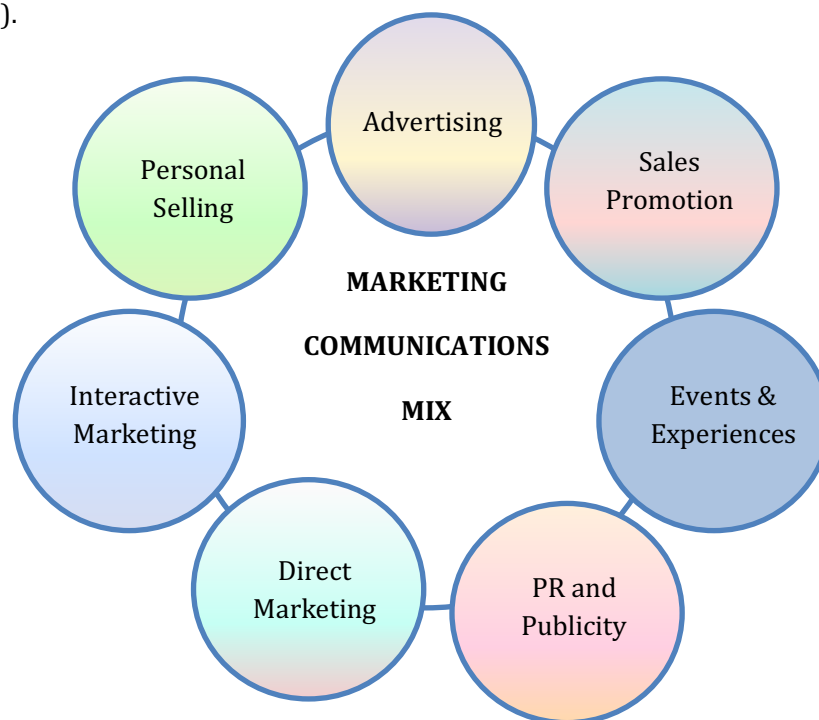 ).
Advertising
Sales
Promotion
Personal
Selling
MARKETING
COMMUNICATIONS
MIX
Events &
Experiences
Interactive
Marketing
Direct
Marketing
PR and
Publicity